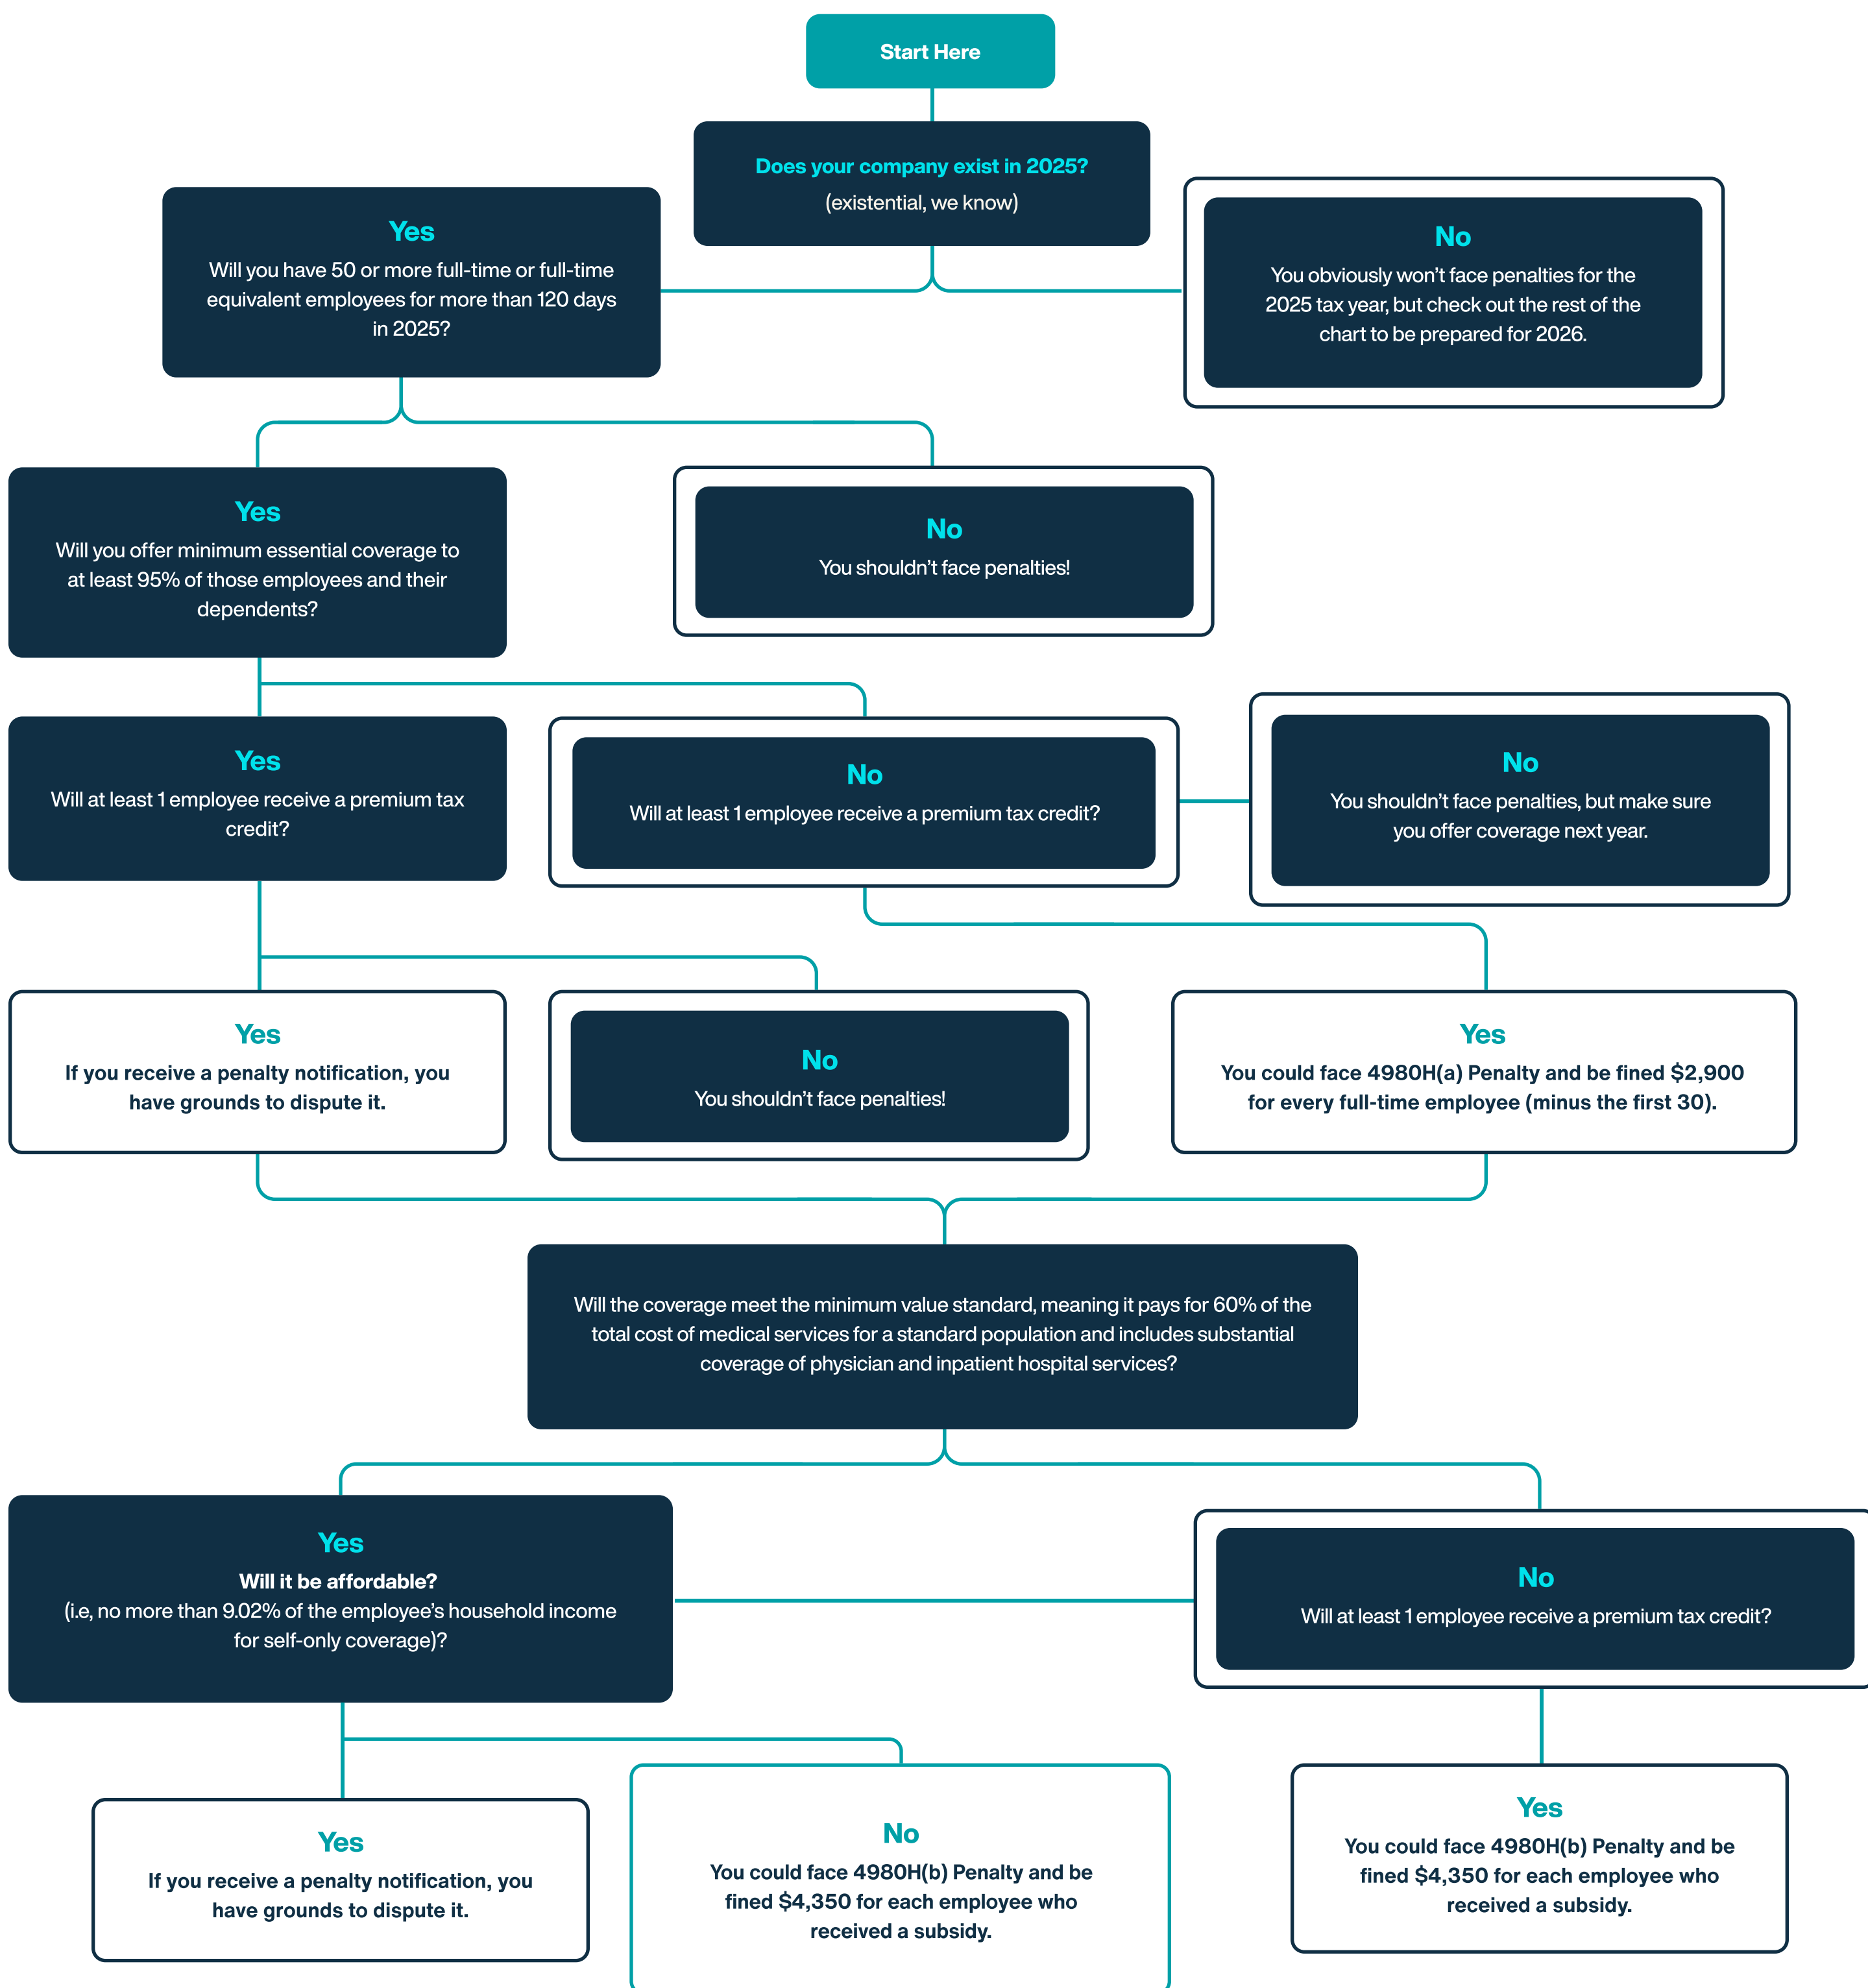 Start Here
Does your company exist in 2025?
(existential, we know)
Yes
Will you have 50 or more full-time or full-time
equivalent employees for more than 120 days
in 2025?
No
You obviously won’t face penalties for the
2025 tax year, but check out the rest of the
chart to be prepared for 2026.
Yes
Will you offer minimum essential coverage to
at least 95% of those employees and their
dependents?
No
You shouldn’t face penalties!
Yes
Will at least 1 employee receive a premium tax
credit?
No
Will at least 1 employee receive a premium tax credit?
No
You shouldn’t face penalties, but make sure
you offer coverage next year.
Yes
If you receive a penalty notification, you
have grounds to dispute it.
No
You shouldn’t face penalties!
Yes
You could face 4980H(a) Penalty and be fined $2,900
for every full-time employee (minus the first 30).
Will the coverage meet the minimum value standard, meaning it pays for 60% of the
total cost of medical services for a standard population and includes substantial
coverage of physician and inpatient hospital services?
Yes
Will it be affordable?
(i.e, no more than 9.02% of the employee’s household income
for self-only coverage)?
No
Will at least 1 employee receive a premium tax credit?
Yes
If you receive a penalty notification, you
have grounds to dispute it.
No
You could face 4980H(b) Penalty and be
fined $4,350 for each employee who
received a subsidy.
Yes
You could face 4980H(b) Penalty and be
fined $4,350 for each employee who
received a subsidy.